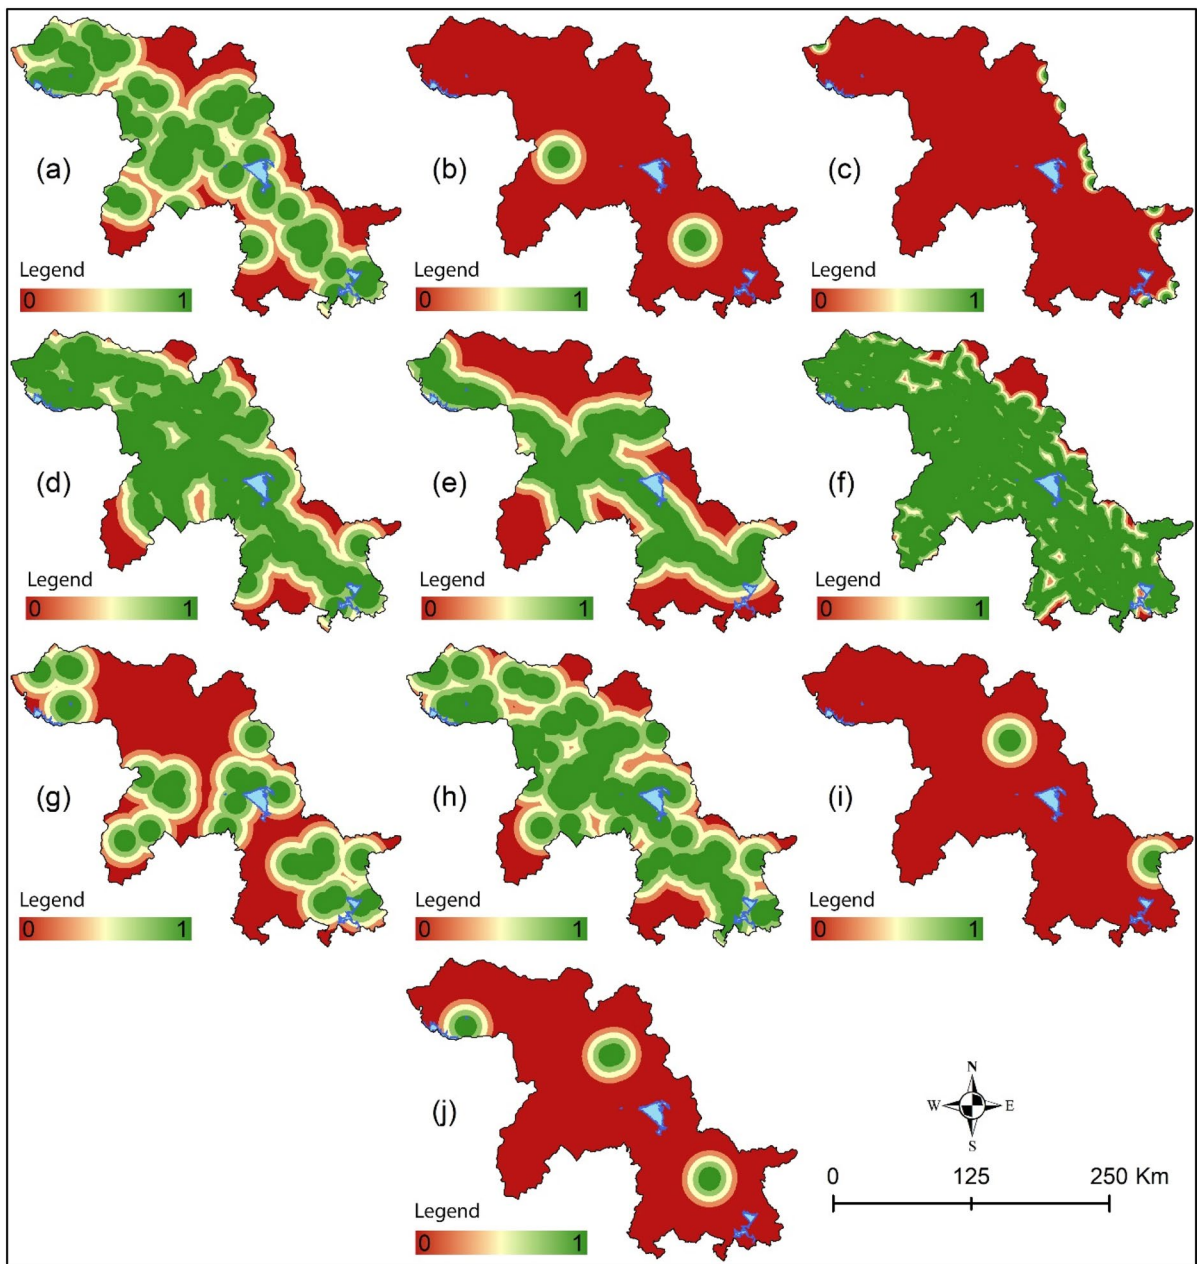 (a)
Legend
0 1
(b)
Legend
0 1
(c)
Legend
0 1
(d)
Legend
0 1
(e)
Legend
0 1
(f)
Legend
0 1
(g)
Legend
0 1
(h)
Legend
0 1
(i)
Legend
0 1
(j)
Legend
0 1
N
W E
S
0 125 250 Km